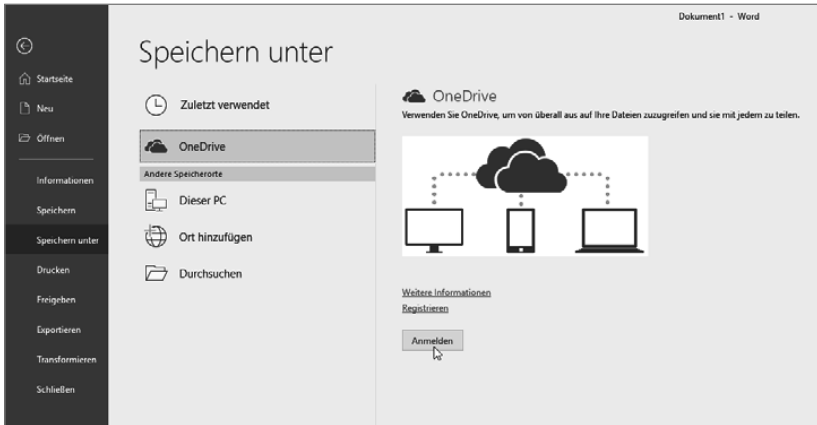 Dokument1 - Word
Speichern unter
Startseite
Neu
Öffnen
Informationen
Speichern
Speichern unter
Drucken
Freigeben
Exportieren
Transformieren
Schließen
Zuletzt verwendet
OneDrive
Andere Speicherorte
Dieser PC
Ort hinzufügen
Durchsuchen
OneDrive
Verwenden Sie OneDrive, um von überall aus auf Ihre Dateien zuzugreifen und sie mit jedem zu teilen.
Weitere Informationen
Registrieren
Anmelden